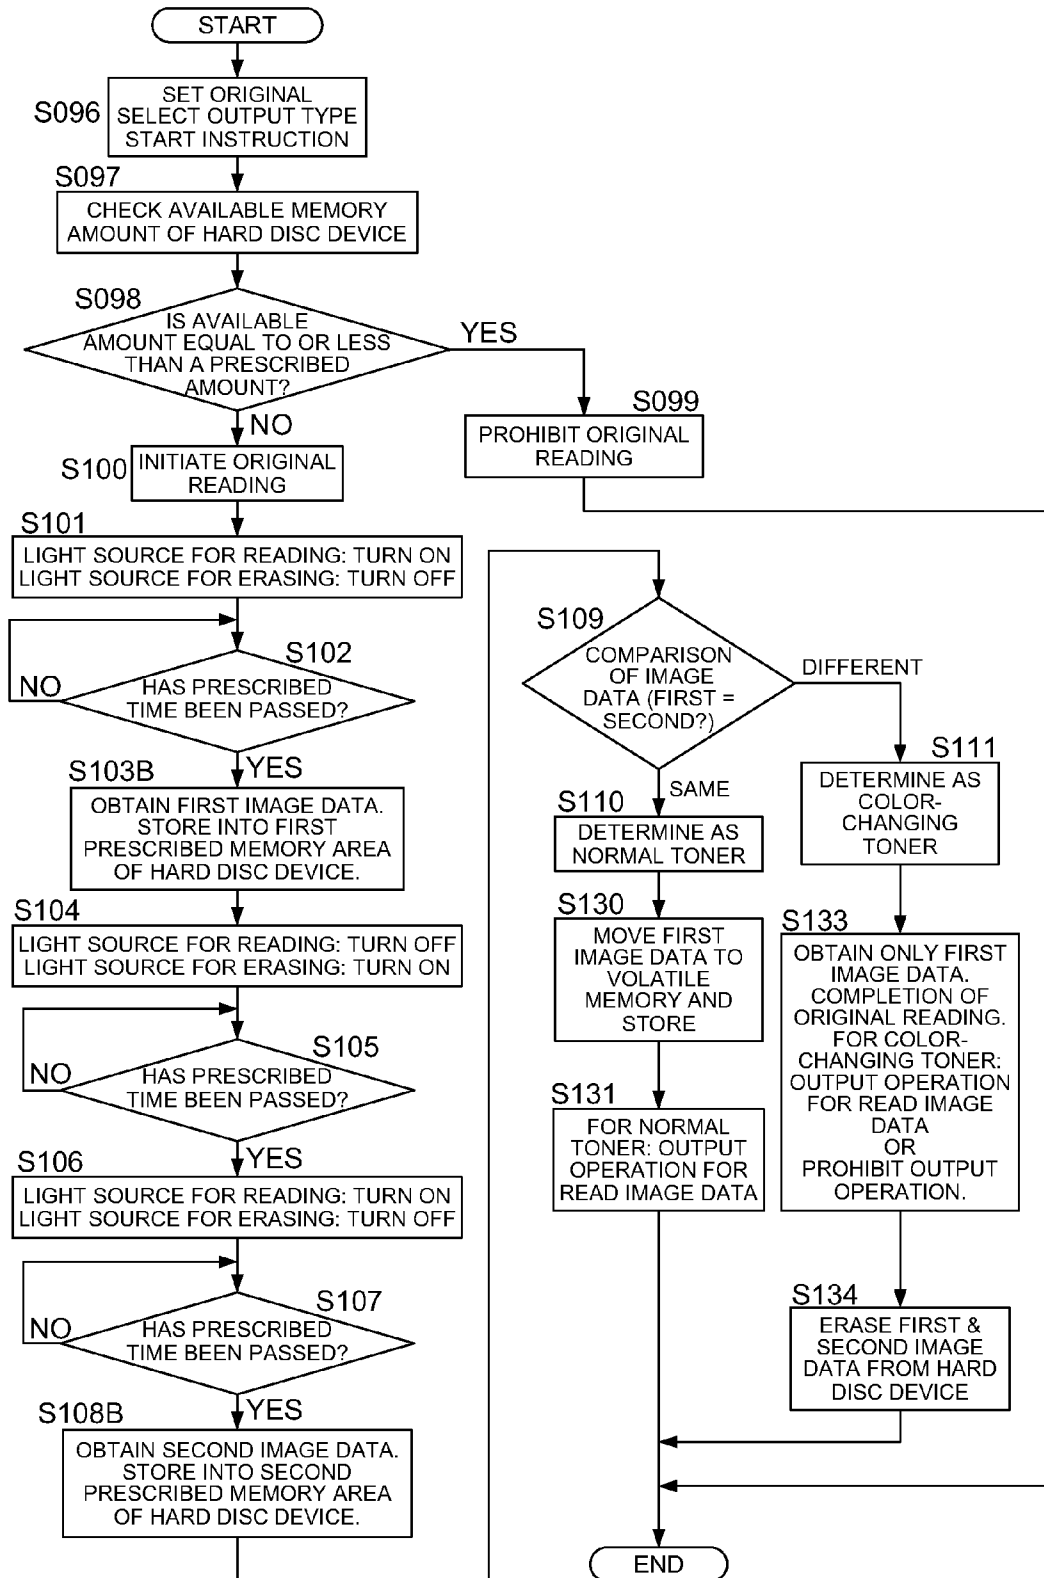 START
S096
SET ORIGINAL
SELECT OUTPUT TYPE
START INSTRUCTION
S097
CHECK AVAILABLE MEMORY
AMOUNT OF HARD DISC DEVICE
S098
IS AVAILABLE
AMOUNT EQUAL TO OR LESS
THAN A PRESCRIBED
AMOUNT?
YES
NO
S099
PROHIBIT ORIGINAL
READING
S100
INITIATE ORIGINAL
READING
S101
LIGHT SOURCE FOR READING: TURN ON
LIGHT SOURCE FOR ERASING: TURN OFF
S102
HAS PRESCRIBED
TIME BEEN PASSED?
NO
YES
S103B
OBTAIN FIRST IMAGE DATA.
STORE INTO FIRST
PRESCRIBED MEMORY AREA
OF HARD DISC DEVICE.
S104
LIGHT SOURCE FOR READING: TURN OFF
LIGHT SOURCE FOR ERASING: TURN ON
S105
HAS PRESCRIBED
TIME BEEN PASSED?
NO
YES
S106
LIGHT SOURCE FOR READING: TURN ON
LIGHT SOURCE FOR ERASING: TURN OFF
S107
HAS PRESCRIBED
TIME BEEN PASSED?
NO
YES
S108B
OBTAIN SECOND IMAGE DATA.
STORE INTO SECOND
PRESCRIBED MEMORY AREA
OF HARD DISC DEVICE.
S109
COMPARISON
OF IMAGE
DATA (FIRST =
SECOND?)
DIFFERENT
SAME
S110
DETERMINE AS
NORMAL TONER
S130
MOVE FIRST
IMAGE DATA TO
VOLATILE
MEMORY AND
STORE
S131
FOR NORMAL
TONER: OUTPUT
OPERATION FOR
READ IMAGE DATA
S111
DETERMINE AS
COLOR-
CHANGING
TONER
S133
OBTAIN ONLY FIRST
IMAGE DATA.
COMPLETION OF
ORIGINAL READING.
FOR COLOR-
CHANGING TONER:
OUTPUT OPERATION
FOR READ IMAGE
DATA
OR
PROHIBIT OUTPUT
OPERATION.
S134
ERASE FIRST &
SECOND IMAGE
DATA FROM HARD
DISC DEVICE
END